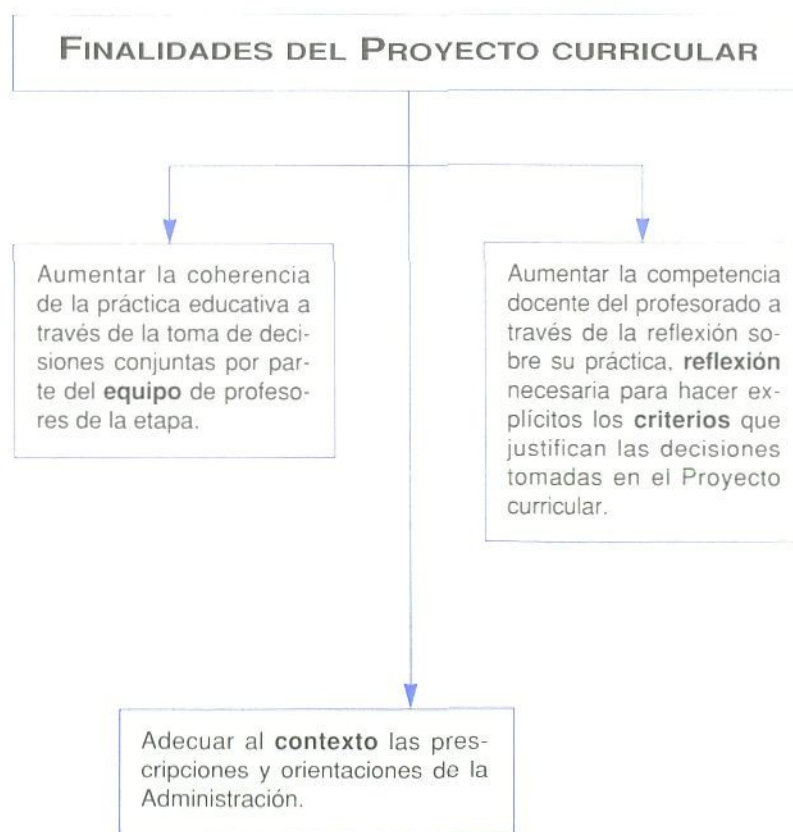 FINALIDADES DEL PROYECTO CURRICULAR
Aumentar la coherencia
de la práctica educativa a
través de la toma de deci-
siones conjuntas por par-
te del equipo de profeso-
res de la etapa.
Aumentar la competencia
docente del profesorado a
través de la reflexión so-
bre su práctica, reflexión
necesaria para hacer ex-
plícitos los criterios que
justifican las decisiones
tomadas en el Proyecto
curricular.
Adecuar al contexto las pres-
cripciones y orientaciones de la
Administración.